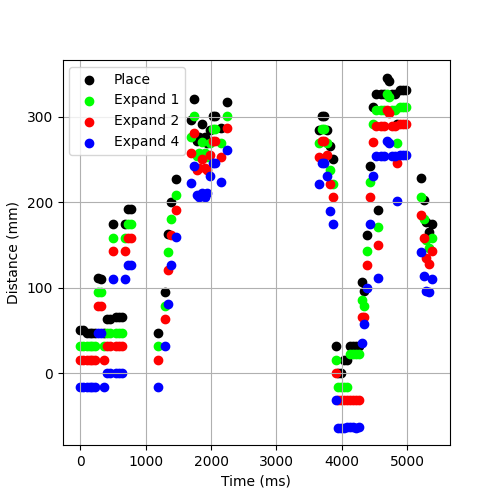 Place
Expand 1
Expand 2
Expand 4
300
200
100
0
Distance (mm)
0 1000 2000 3000 4000 5000
Time (ms)